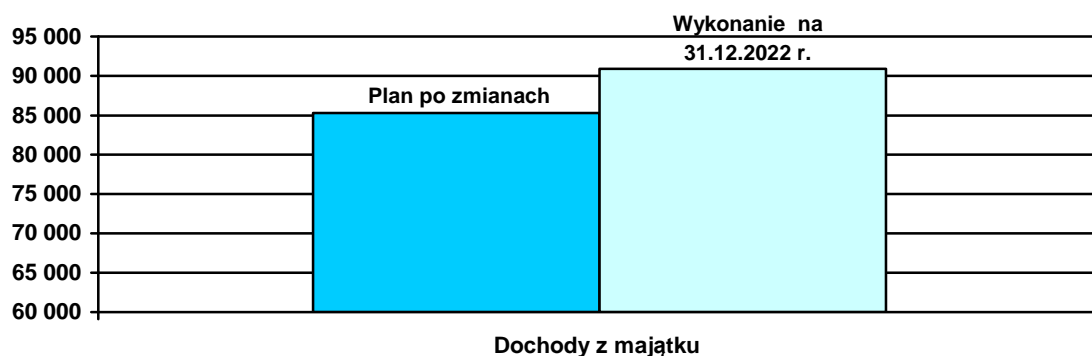 Wykonanie na
31.12.2022 r.
Plan po zmianach
95 000
90 000
85 000
80 000
75 000
70 000
65 000
60 000
Dochody z majątku